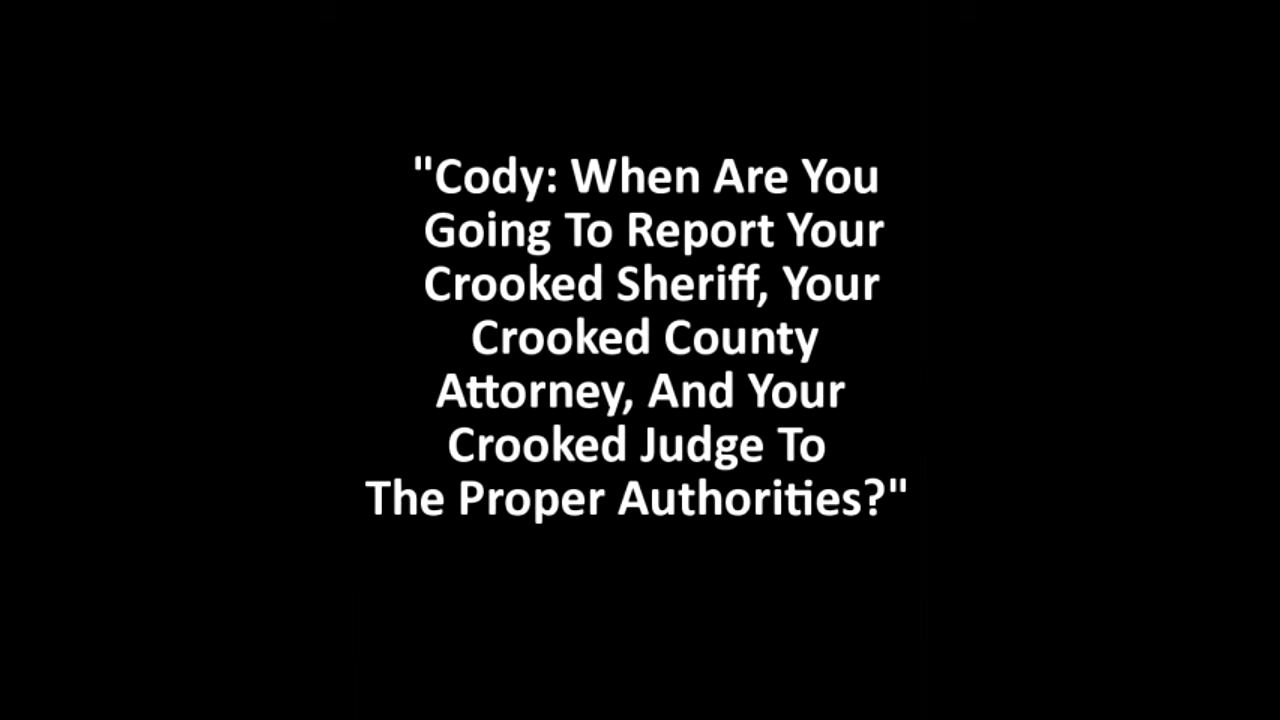 "Cody: When Are You
Going To Report Your
Crooked Sheriff, Your
Crooked County
Attorney, And Your
Crooked Judge To
The Proper Authorities?"